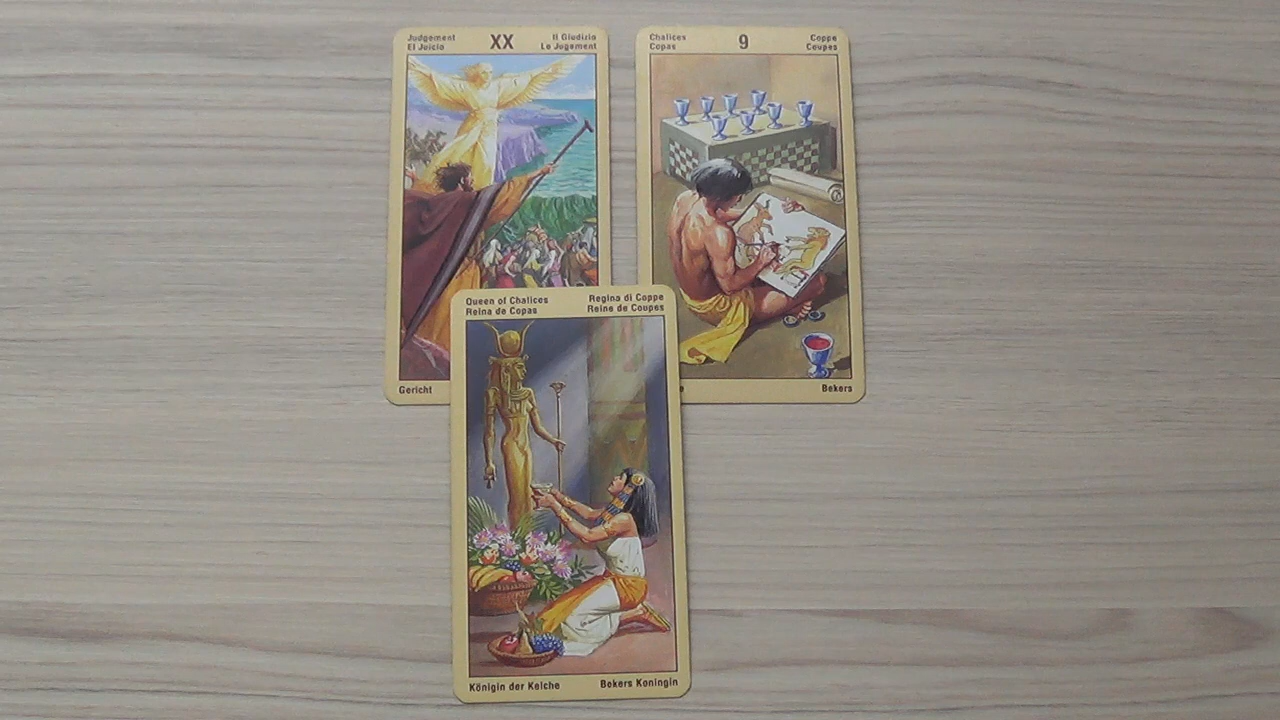 Judgement XX Il Giudizio
El Juicio Le Jugement
Gericht
Chalices 9 Coppe
Copas Coupes
e Bekers
Queen of Chalices Regina di Coppe
Reina de Copas Reine de Coupes
Königin der Kelche Bekers Koningin